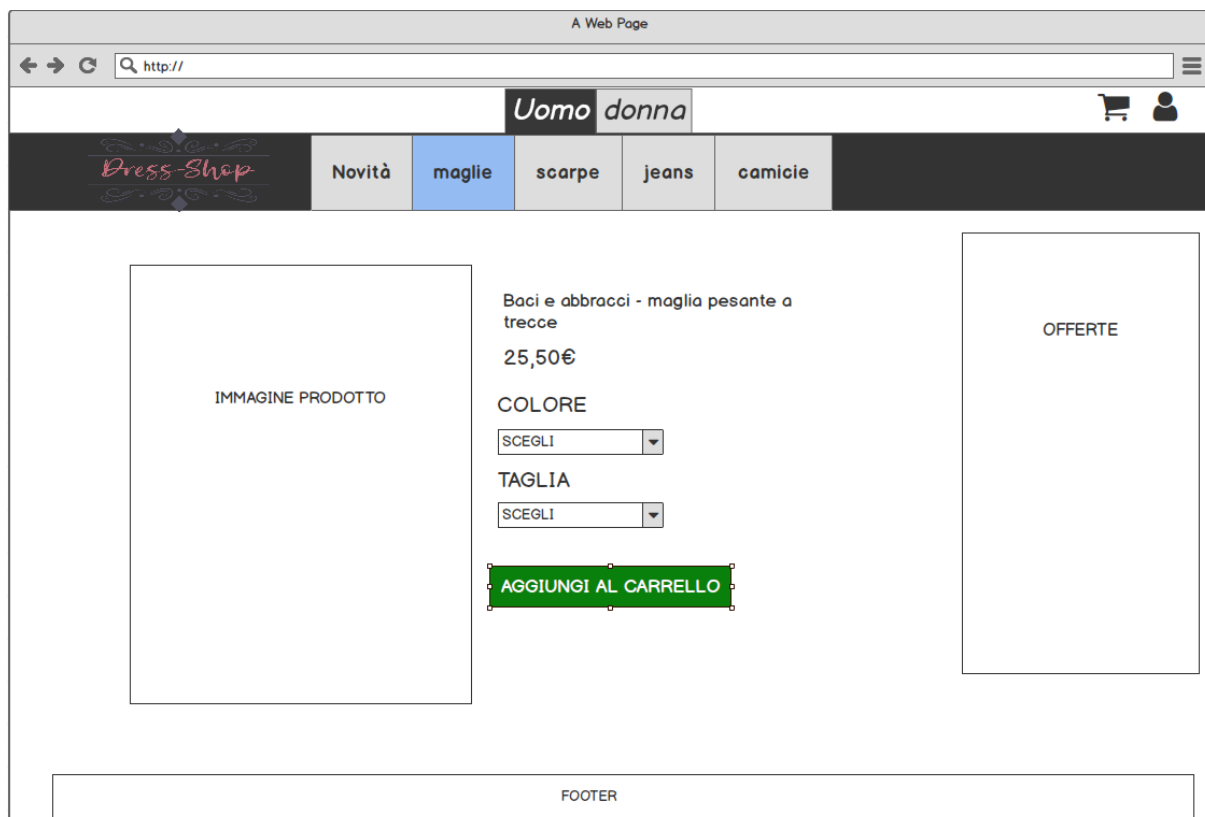 A Web Page
http://
Uomo donna
Dress-Shop
Novità maglie scarpe jeans camicie
Baci e abbracci - maglia pesante a
trecce
OFFERTE
25,50€
IMMAGINE PRODOTTO
COLORE
SCEGLI
TAGLIA
SCEGLI
AGGIUNGI AL CARRELLO
FOOTER